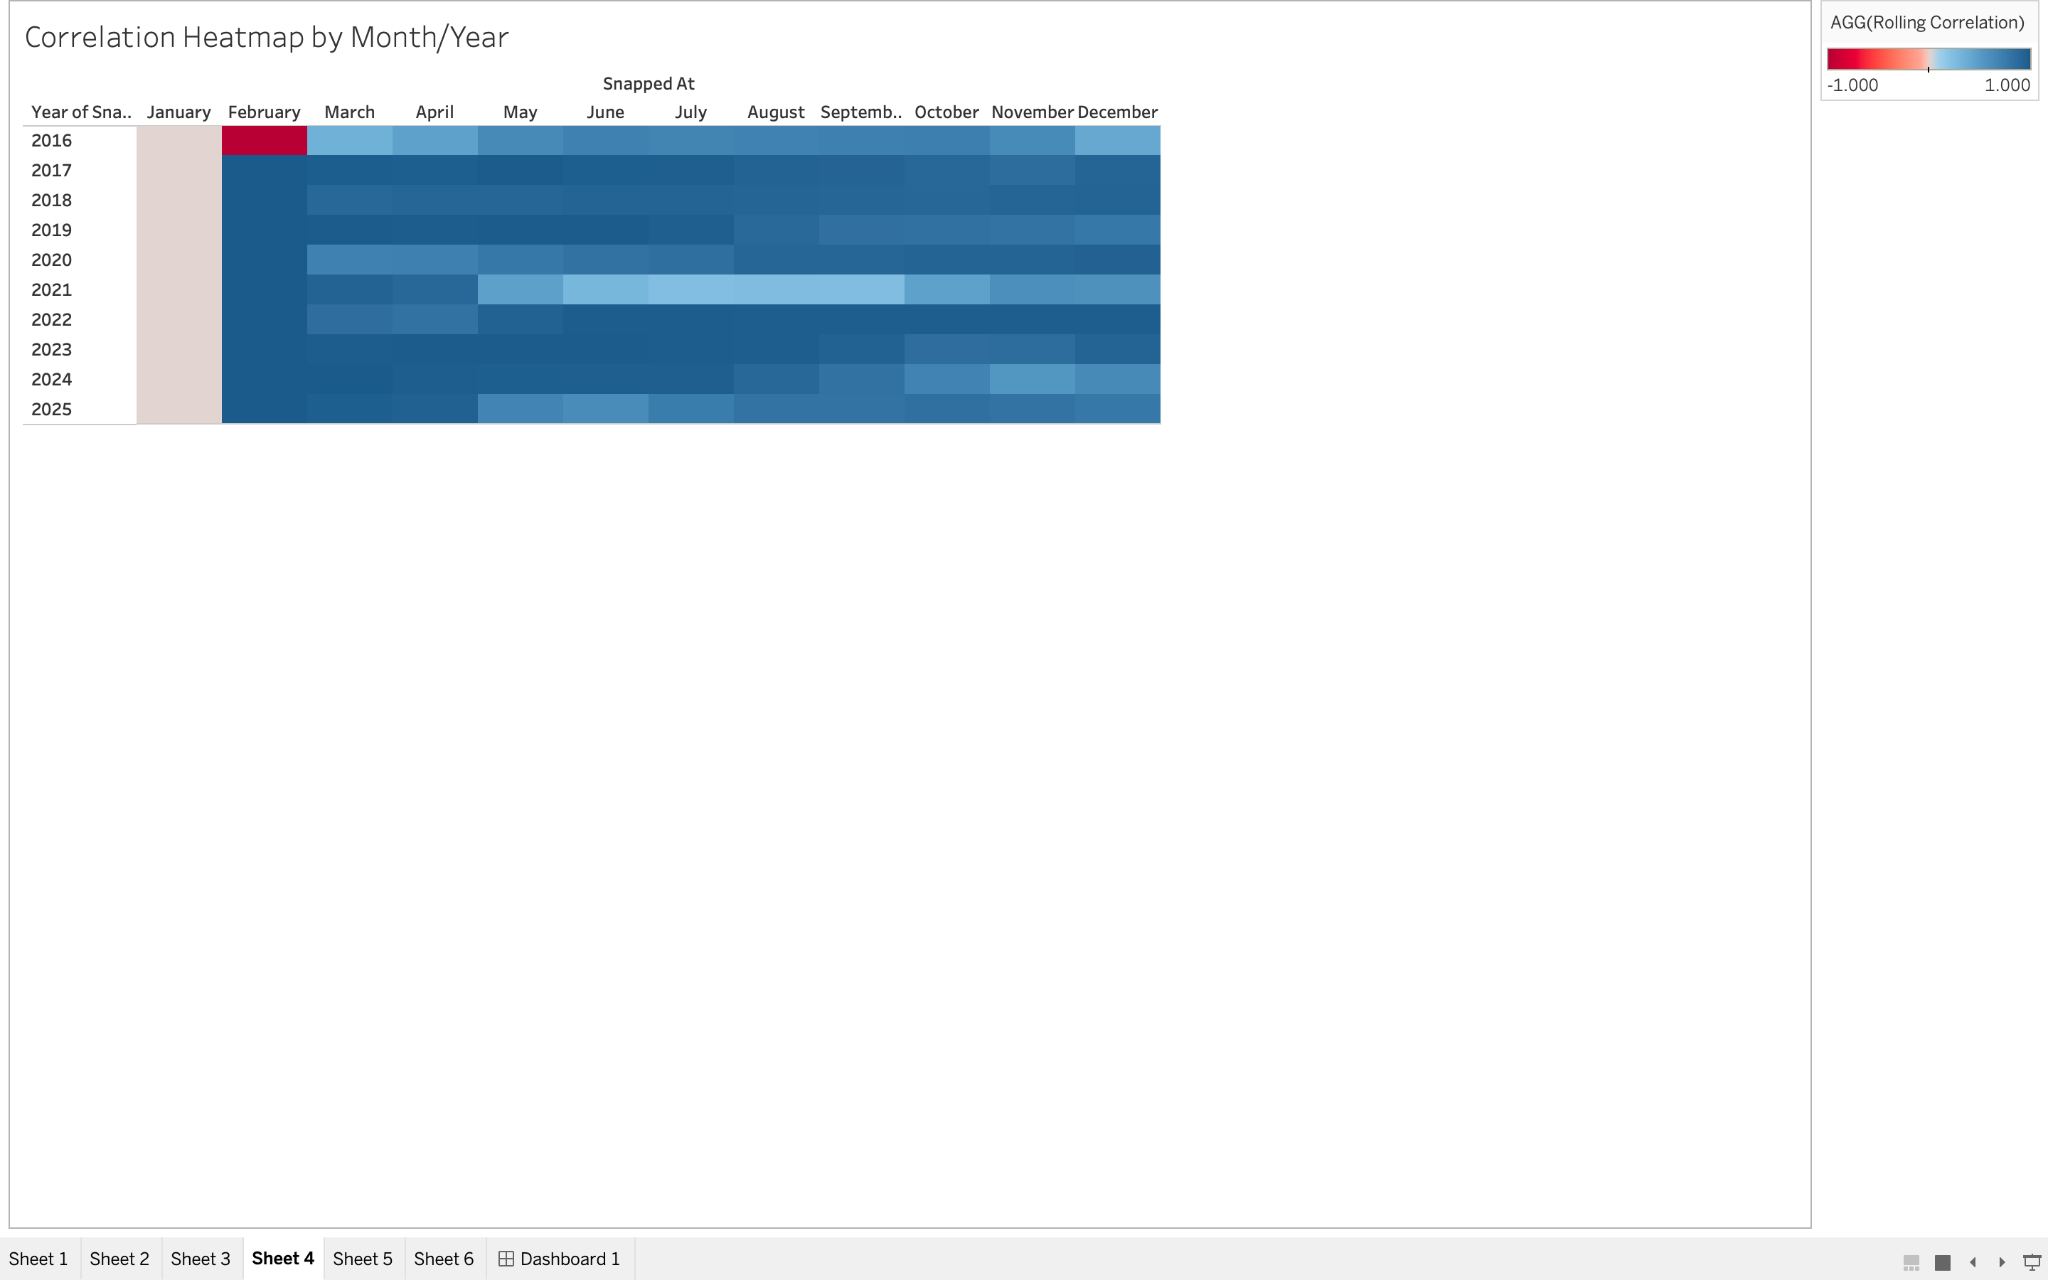 Correlation Heatmap by Month/Year
AGG(Rolling Correlation)
-1.000 1.000
Snapped At
Year of Sna.. January February March April May June July August Septemb.. October November December
2016
2017
2018
2019
2020
2021
2022
2023
2024
2025
Sheet 1 Sheet 2 Sheet 3 Sheet 4 Sheet 5 Sheet 6 Dashboard 1